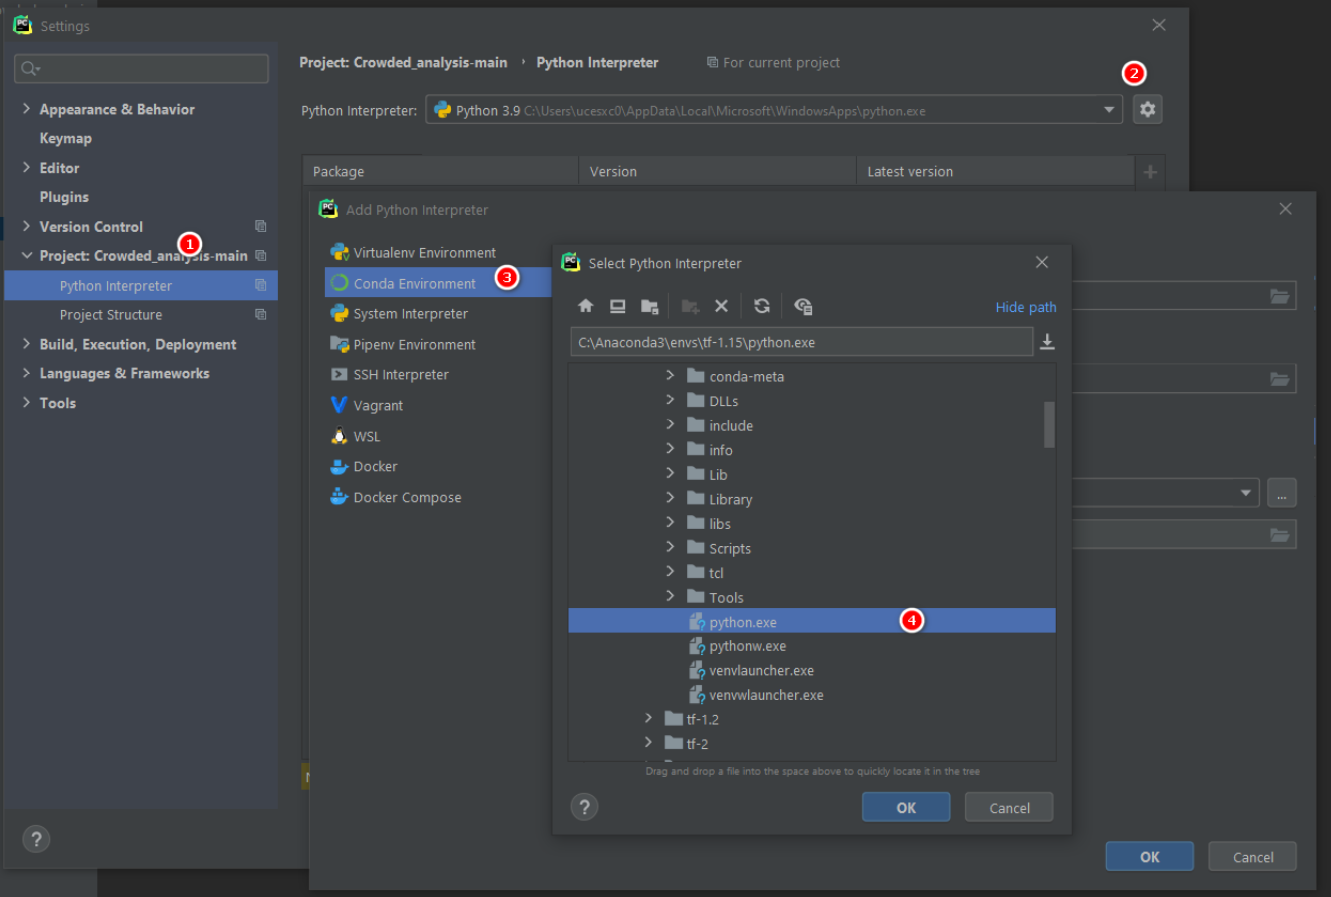 Settings
Appearance & Behavior
Keymap
Editor
Plugins
Version Control
1
Project: Crowded_analysis-main
Python Interpreter
Project Structure
Build, Execution, Deployment
Languages & Frameworks
Tools
?
Project: Crowded_analysis-main › Python Interpreter For current project
2
Python Interpreter: Python 3.9 C:\Users\ucesxc0\AppData\Local\Microsoft\WindowsApps\python.exe
Package Version Latest version
Add Python Interpreter
Virtualenv Environment
Conda Environment 3
System Interpreter
Pipenv Environment
SSH Interpreter
Vagrant
WSL
Docker
Docker Compose
...
Select Python Interpreter
Hide path
C:\Anaconda3\envs\tf-1.15\python.exe
conda-meta
DLLs
include
info
Lib
Library
libs
Scripts
tcl
Tools
python.exe 4
pythonw.exe
venvlauncher.exe
venvwlauncher.exe
tf-1.2
tf-2
Drag and drop a file into the space above to quickly locate it in the tree
? OK Cancel
OK Cancel